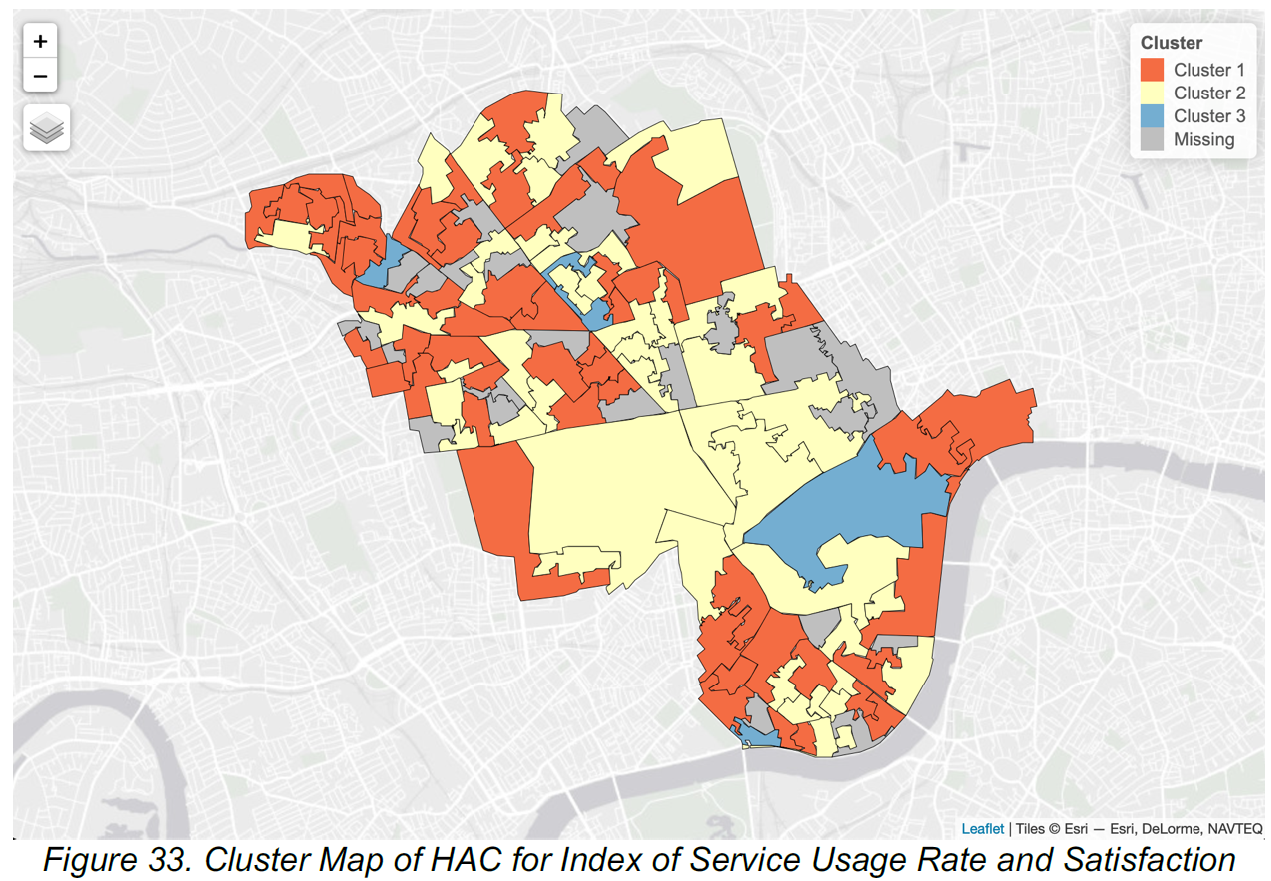 +
−
Cluster
Cluster 1
Cluster 2
Cluster 3
Missing
Leaflet | Tiles © Esri — Esri, DeLorme, NAVTEQ
Figure 33. Cluster Map of HAC for Index of Service Usage Rate and Satisfaction